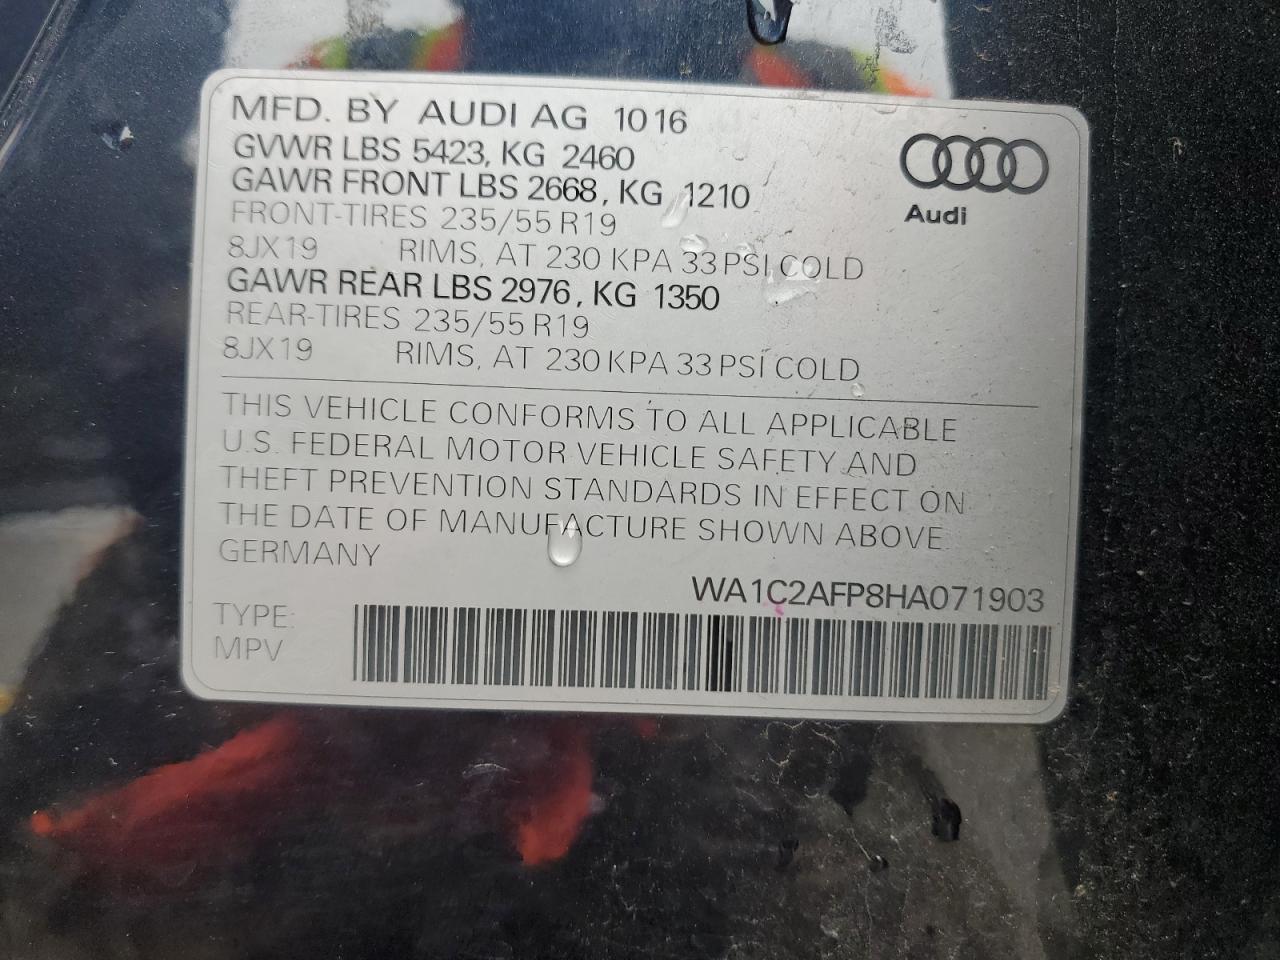 MFD. BY AUDI AG 10 16
GVWR LBS 5423, KG 2460
GAWR FRONT LBS 2668, KG 1210
FRONT-TIRES 235/55 R19
8JX19 RIMS, AT 230 KPA 33 PSI COLD
GAWR REAR LBS 2976, KG 1350
REAR-TIRES 235/55 R19
8JX19 RIMS, AT 230 KPA 33 PSI COLD
Audi
THIS VEHICLE CONFORMS TO ALL APPLICABLE
U.S. FEDERAL MOTOR VEHICLE SAFETY AND
THEFT PREVENTION STANDARDS IN EFFECT ON
THE DATE OF MANUFACTURE SHOWN ABOVE
GERMANY
WA1C2AFP8HA071903
TYPE:
MPV